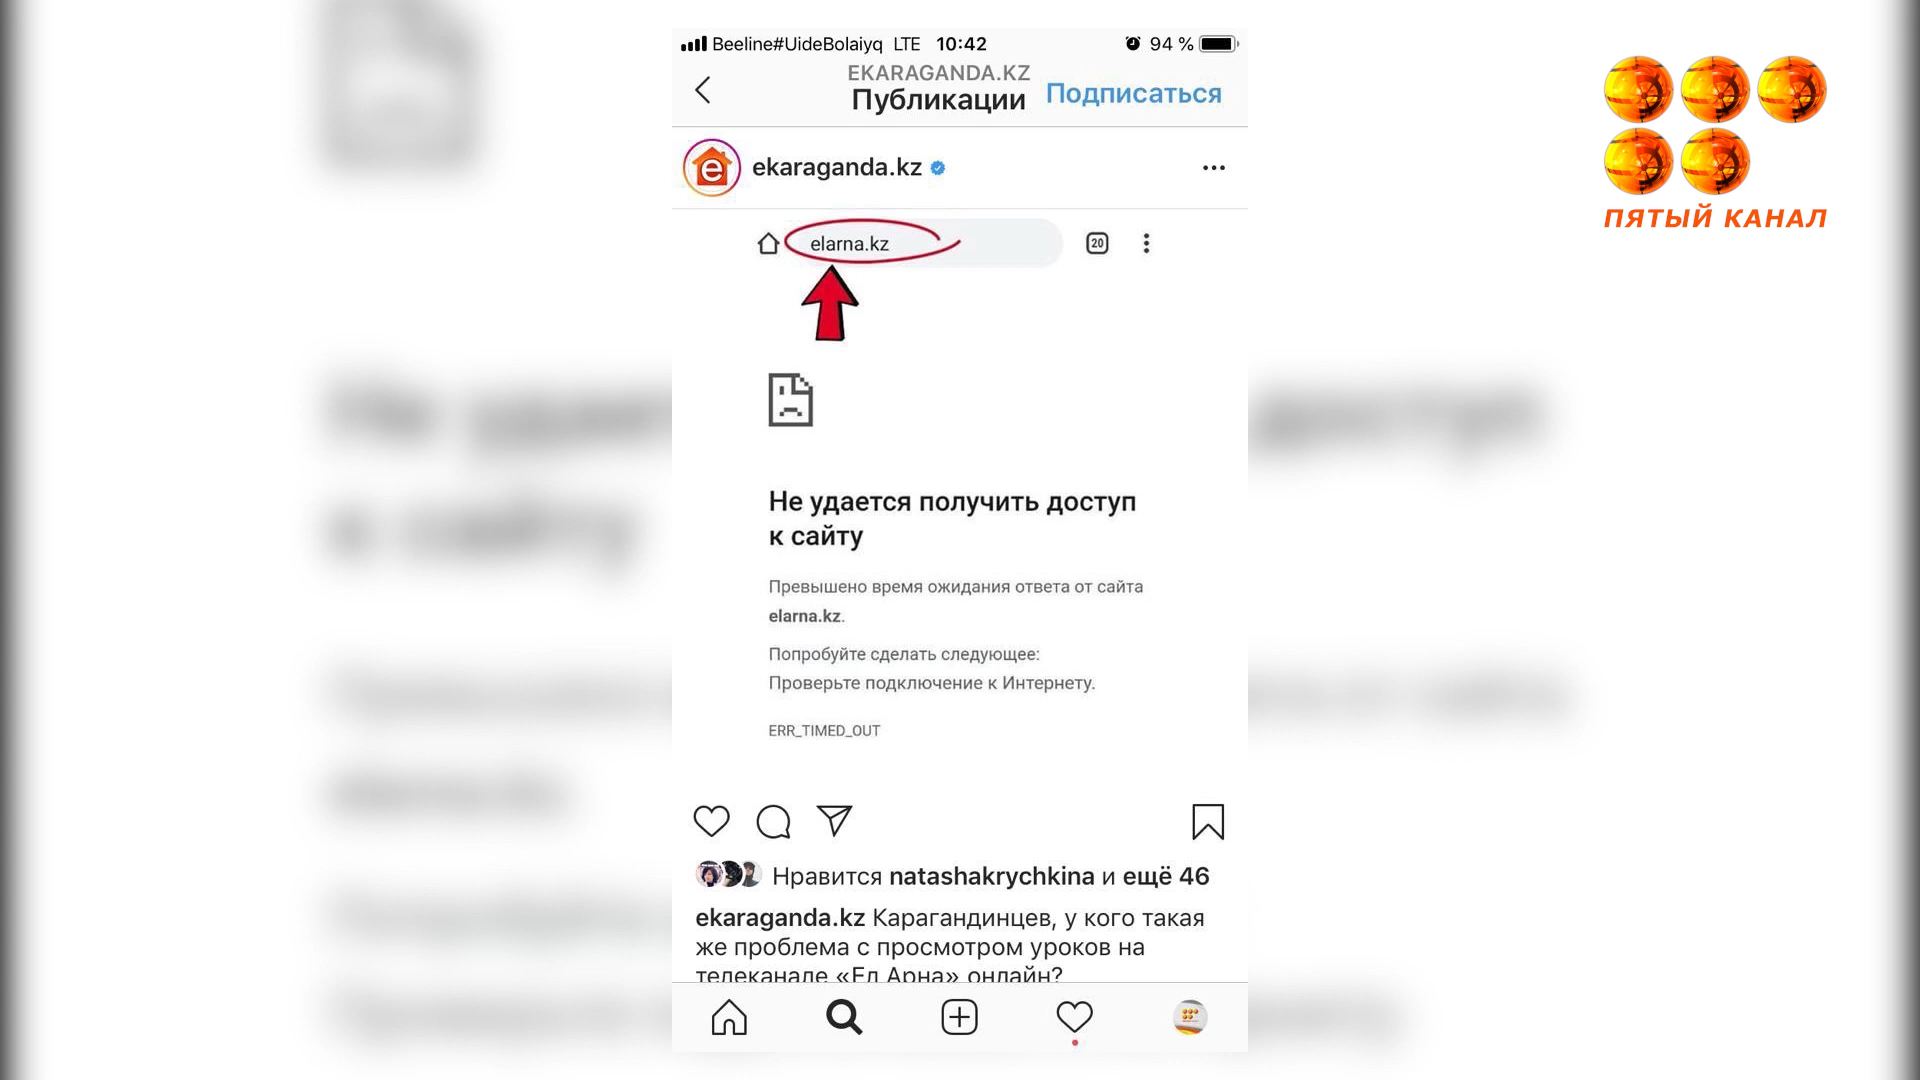 Beeline#UideBolaiyq LTE 10:42 94 %
EKARAGANDA.KZ
Публикации
Подписаться
ПЯТЫЙ КАНАЛ
e
ekaraganda.kz
elarna.kz
20
Не удается получить доступ
к сайту
Превышено время ожидания ответа от сайта
elarna.kz.
Попробуйте сделать следующее:
Проверьте подключение к Интернету.
ERR_TIMED_OUT
Нравится natashakrychkina и ещё 46
ekaraganda.kz Карагандинцев, у кого такая
же проблема с просмотром уроков на
телеканале «Ел Арна» онлайн?